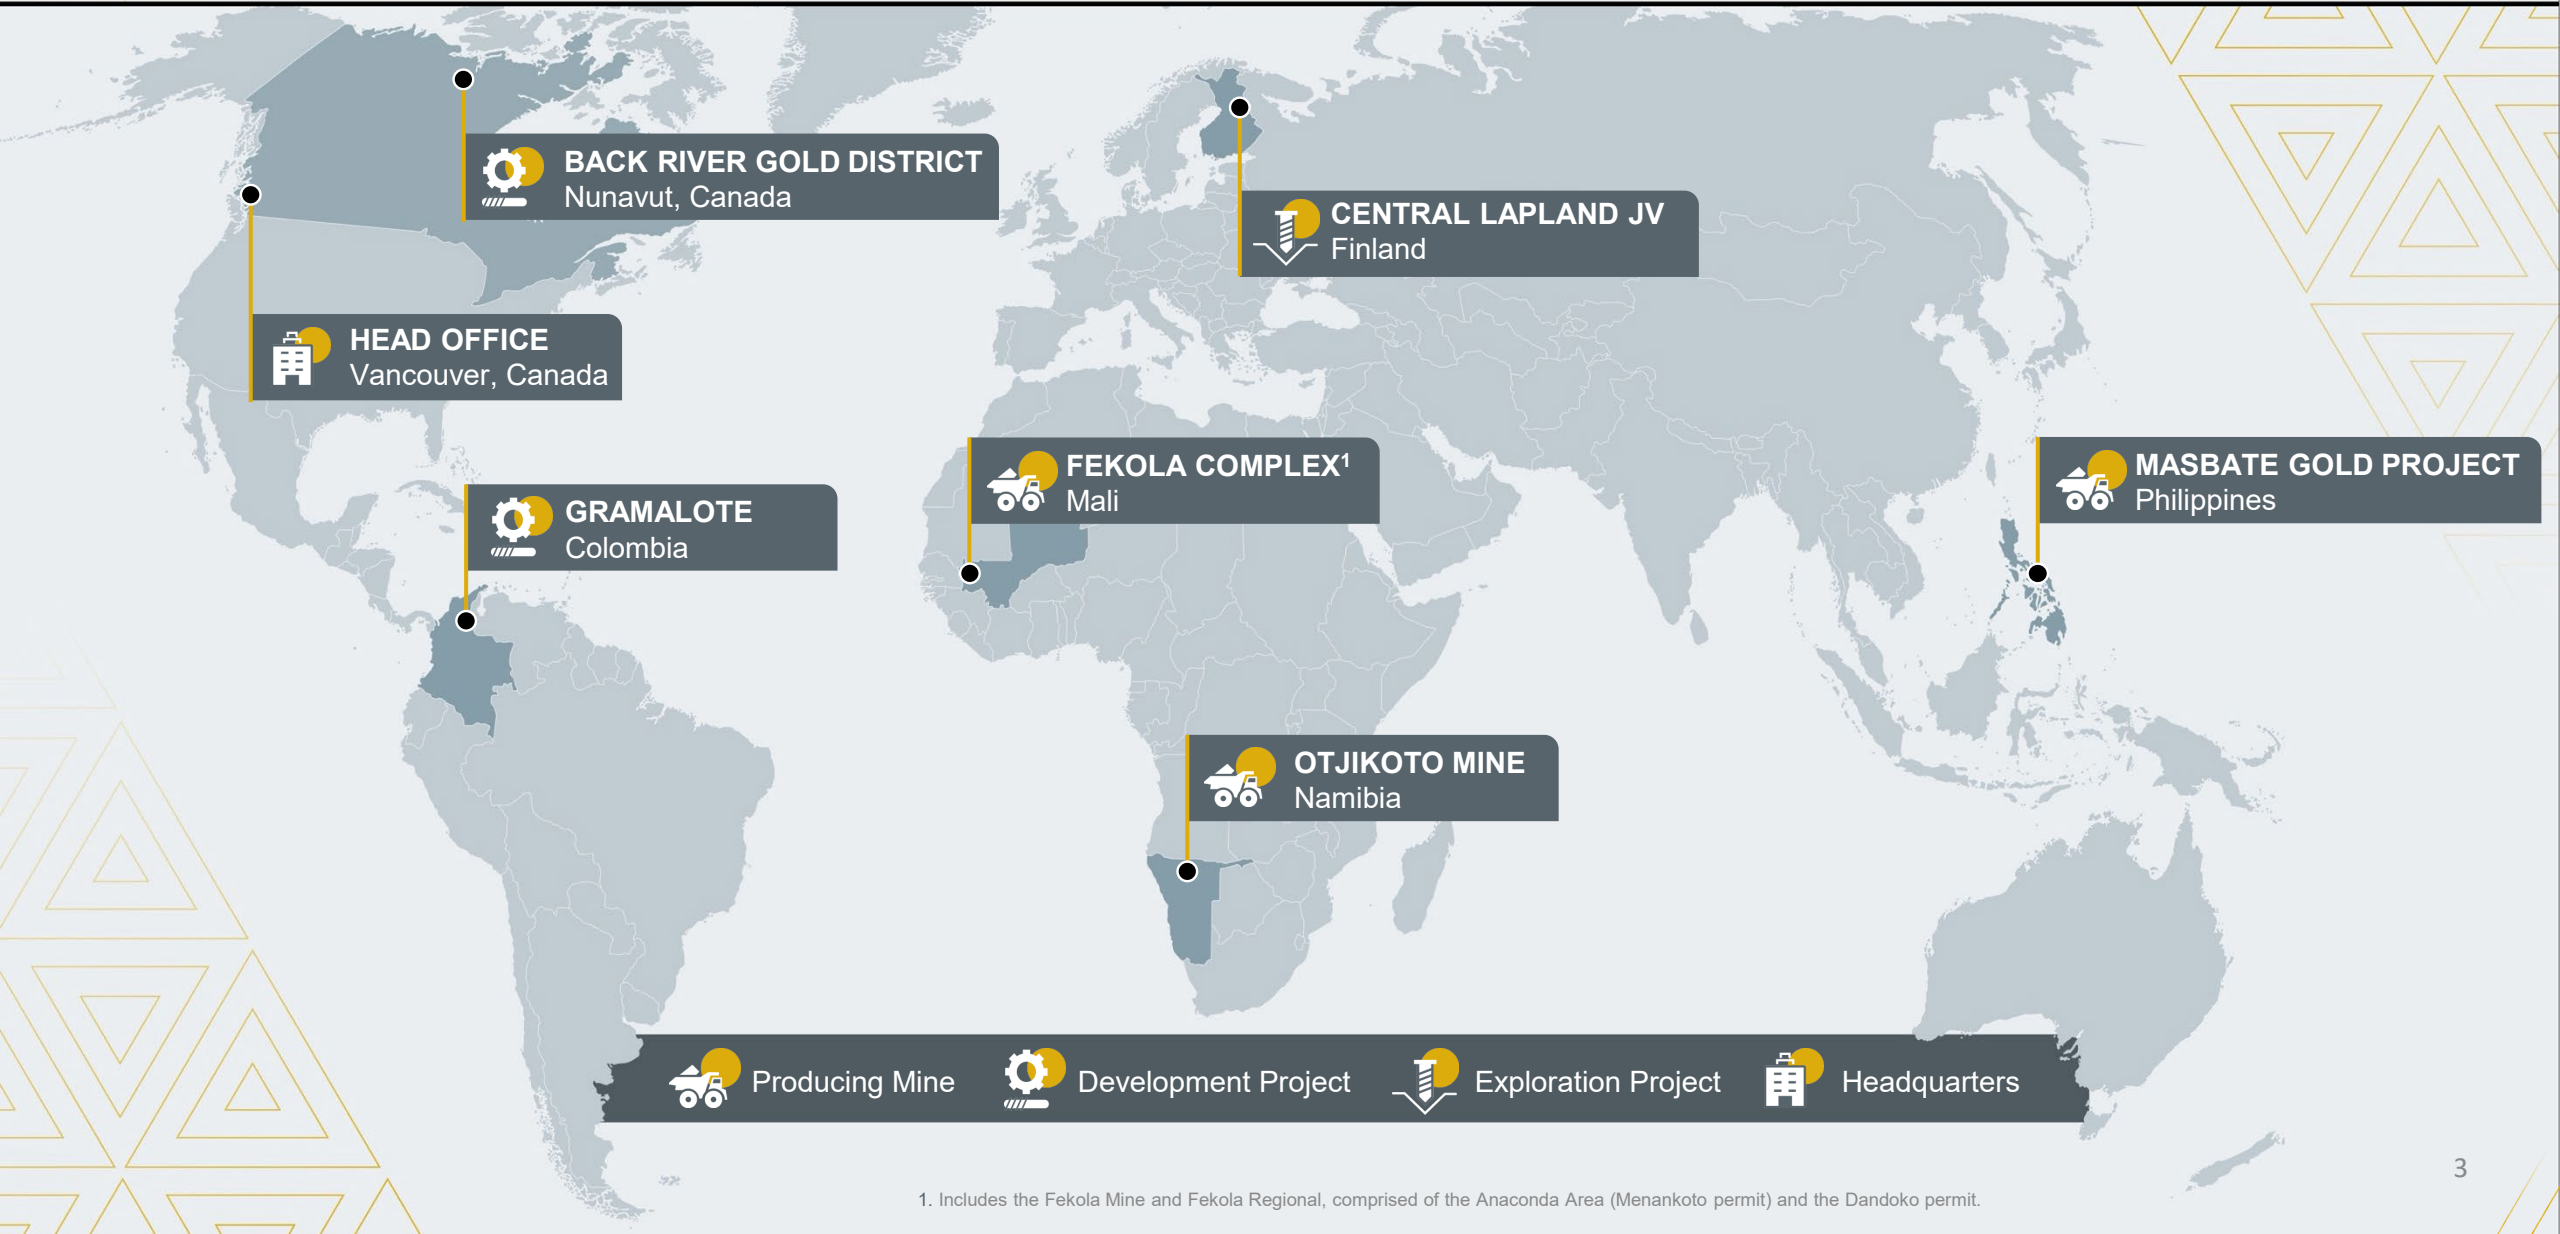 BACK RIVER GOLD DISTRICT
Nunavut, Canada
CENTRAL LAPLAND JV
Finland
HEAD OFFICE
Vancouver, Canada
FEKOLA COMPLEX¹
Mali
MASBATE GOLD PROJECT
Philippines
GRAMALOTE
Colombia
OTJIKOTO MINE
Namibia
Producing Mine
Development Project
Exploration Project
Headquarters
3
1. Includes the Fekola Mine and Fekola Regional, comprised of the Anaconda Area (Menankoto permit) and the Dandoko permit.